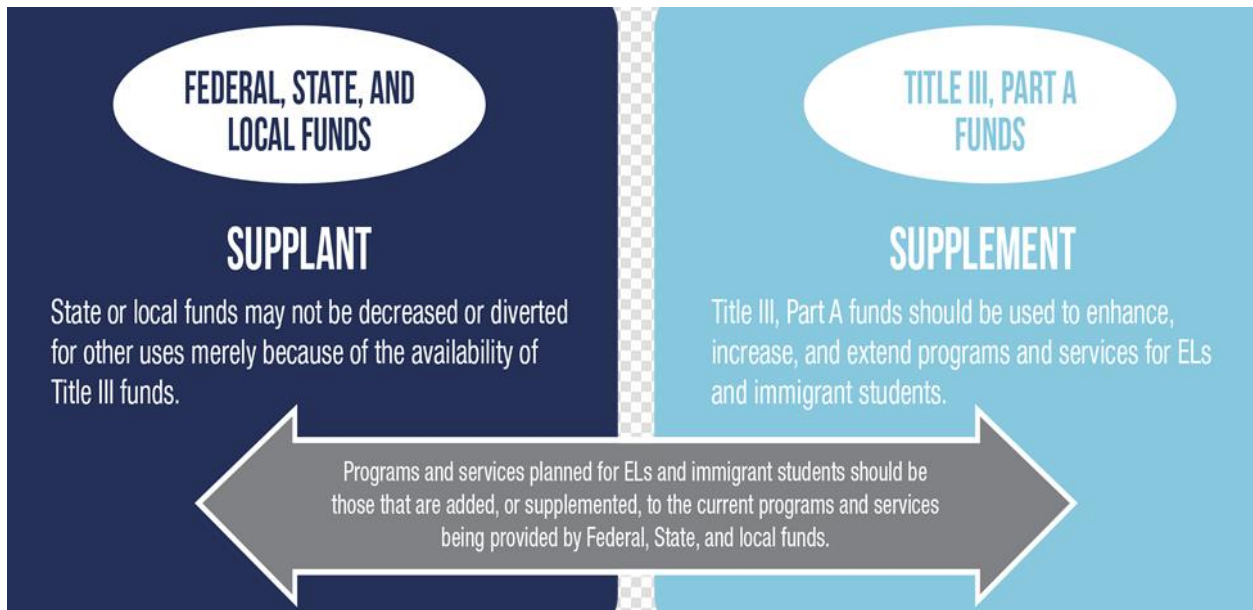 FEDERAL, STATE, AND
LOCAL FUNDS
SUPPLANT
State or local funds may not be decreased or diverted
for other uses merely because of the availability of
Title III funds.
TITLE III, PART A
FUNDS
SUPPLEMENT
Title III, Part A funds should be used to enhance,
increase, and extend programs and services for ELs
and immigrant students.
Programs and services planned for ELs and immigrant students should be
those that are added, or supplemented, to the current programs and services
being provided by Federal, State, and local funds.